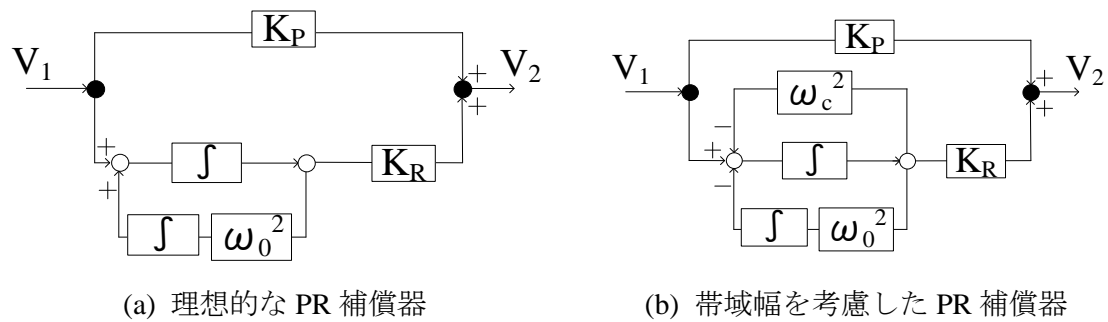 K_P
V_1
V_2
+
+
+
∫
K_R
+
∫
ω_0^2
(a) 理想的な PR 補償器
K_P
V_1
V_2
+
+
ω_c^2
−
+
∫
K_R
−
∫
ω_0^2
(b) 帯域幅を考慮した PR 補償器